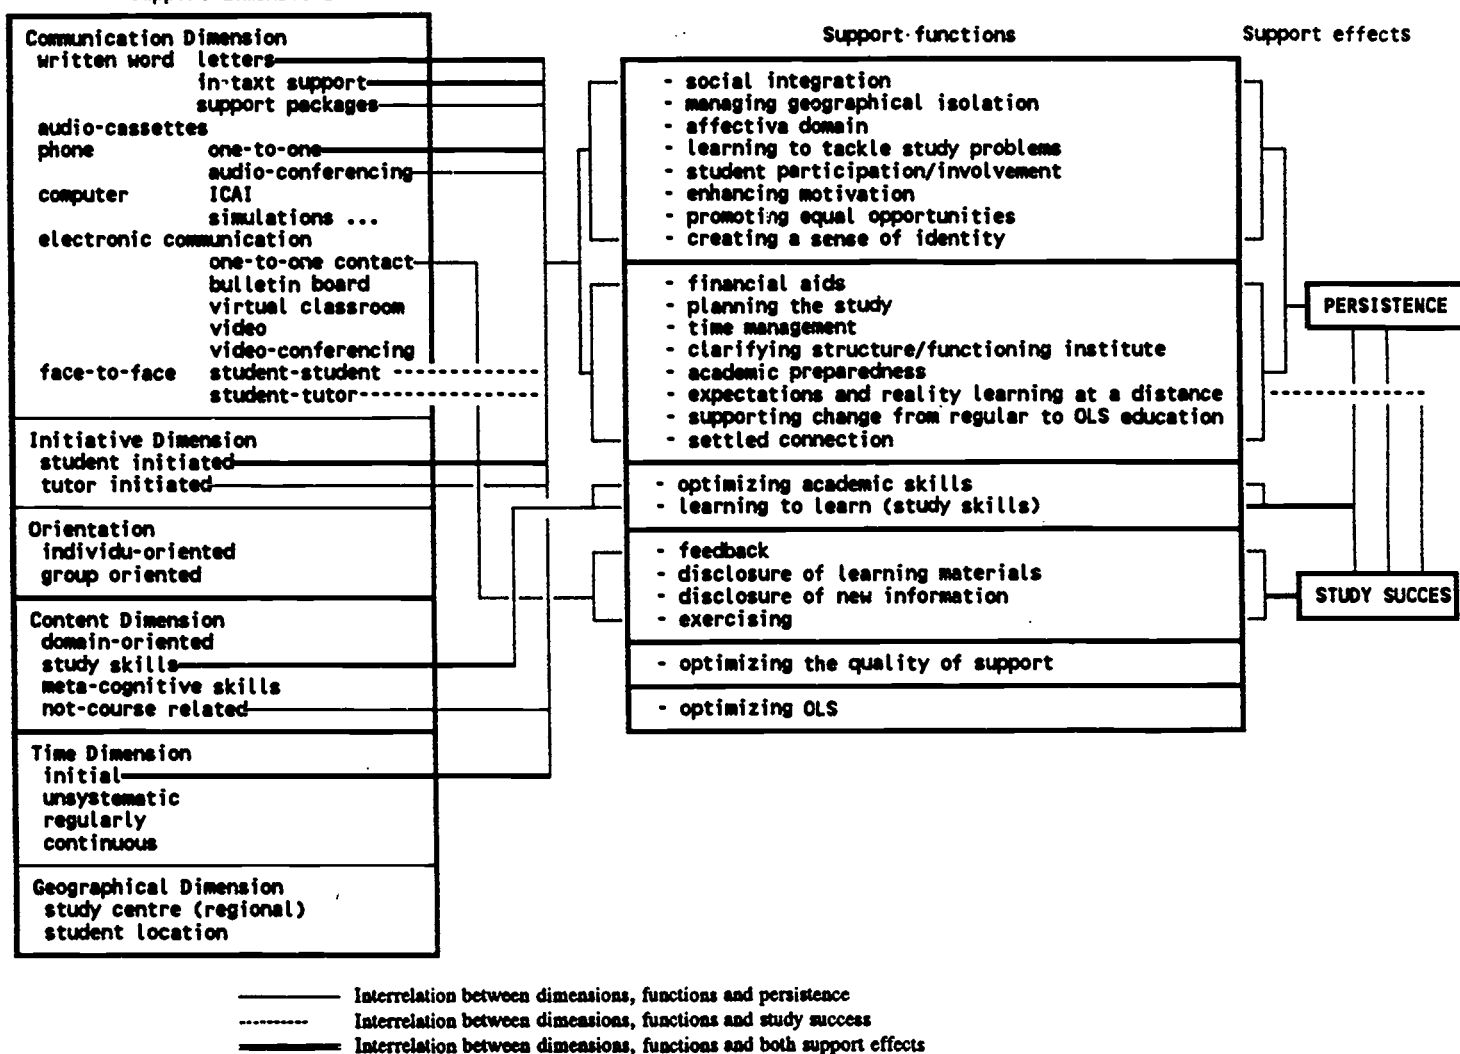 Communication Dimension
written word letters
in-taxt support
support packages
audio-cassettes
phone one-to-one
audio-conferencing
computer ICAI
simulations ...
electronic communication
one-to-one contact
bulletin board
virtual classroom
video
video-conferencing
face-to-face student-student
student-tutor
Initiative Dimension
student initiated
tutor initiated
Orientation
individu-oriented
group oriented
Content Dimension
domain-oriented
study skills
meta-cognitive skills
not-course related
Time Dimension
initial
unsystematic
regularly
continuous
Geographical Dimension
study centre (regional)
student location
Support functions
- social integration
- managing geographical isolation
- affectiva domain
- learning to tackle study problems
- student participation/involvement
- enhancing motivation
- promoting equal opportunities
- creating a sense of identity
- financial aids
- planning the study
- time management
- clarifying structure/functioning institute
- academic preparedness
- expectations and reality learning at a distance
- supporting change from regular to OLS education
- settled connection
- optimizing academic skills
- learning to learn (study skills)
- feedback
- disclosure of learning materials
- disclosure of new information
- exercising
- optimizing the quality of support
- optimizing OLS
Support effects
PERSISTENCE
STUDY SUCCES
Interrelation between dimensions, functions and persistence
Interrelation between dimensions, functions and study success
Interrelation between dimensions, functions and both support effects